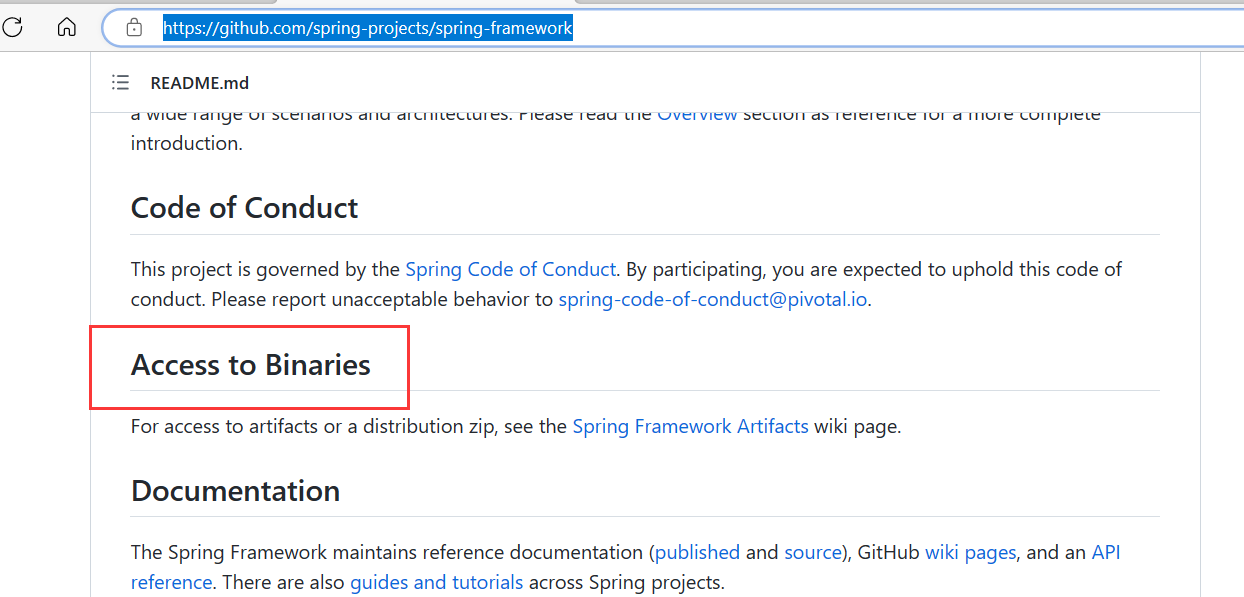 https://github.com/spring-projects/spring-framework
README.md
a wide range of scenarios and architectures. Please read the Overview section as reference for a more complete
introduction.
Code of Conduct
This project is governed by the Spring Code of Conduct. By participating, you are expected to uphold this code of
conduct. Please report unacceptable behavior to spring-code-of-conduct@pivotal.io.
Access to Binaries
For access to artifacts or a distribution zip, see the Spring Framework Artifacts wiki page.
Documentation
The Spring Framework maintains reference documentation (published and source), GitHub wiki pages, and an API
reference. There are also guides and tutorials across Spring projects.